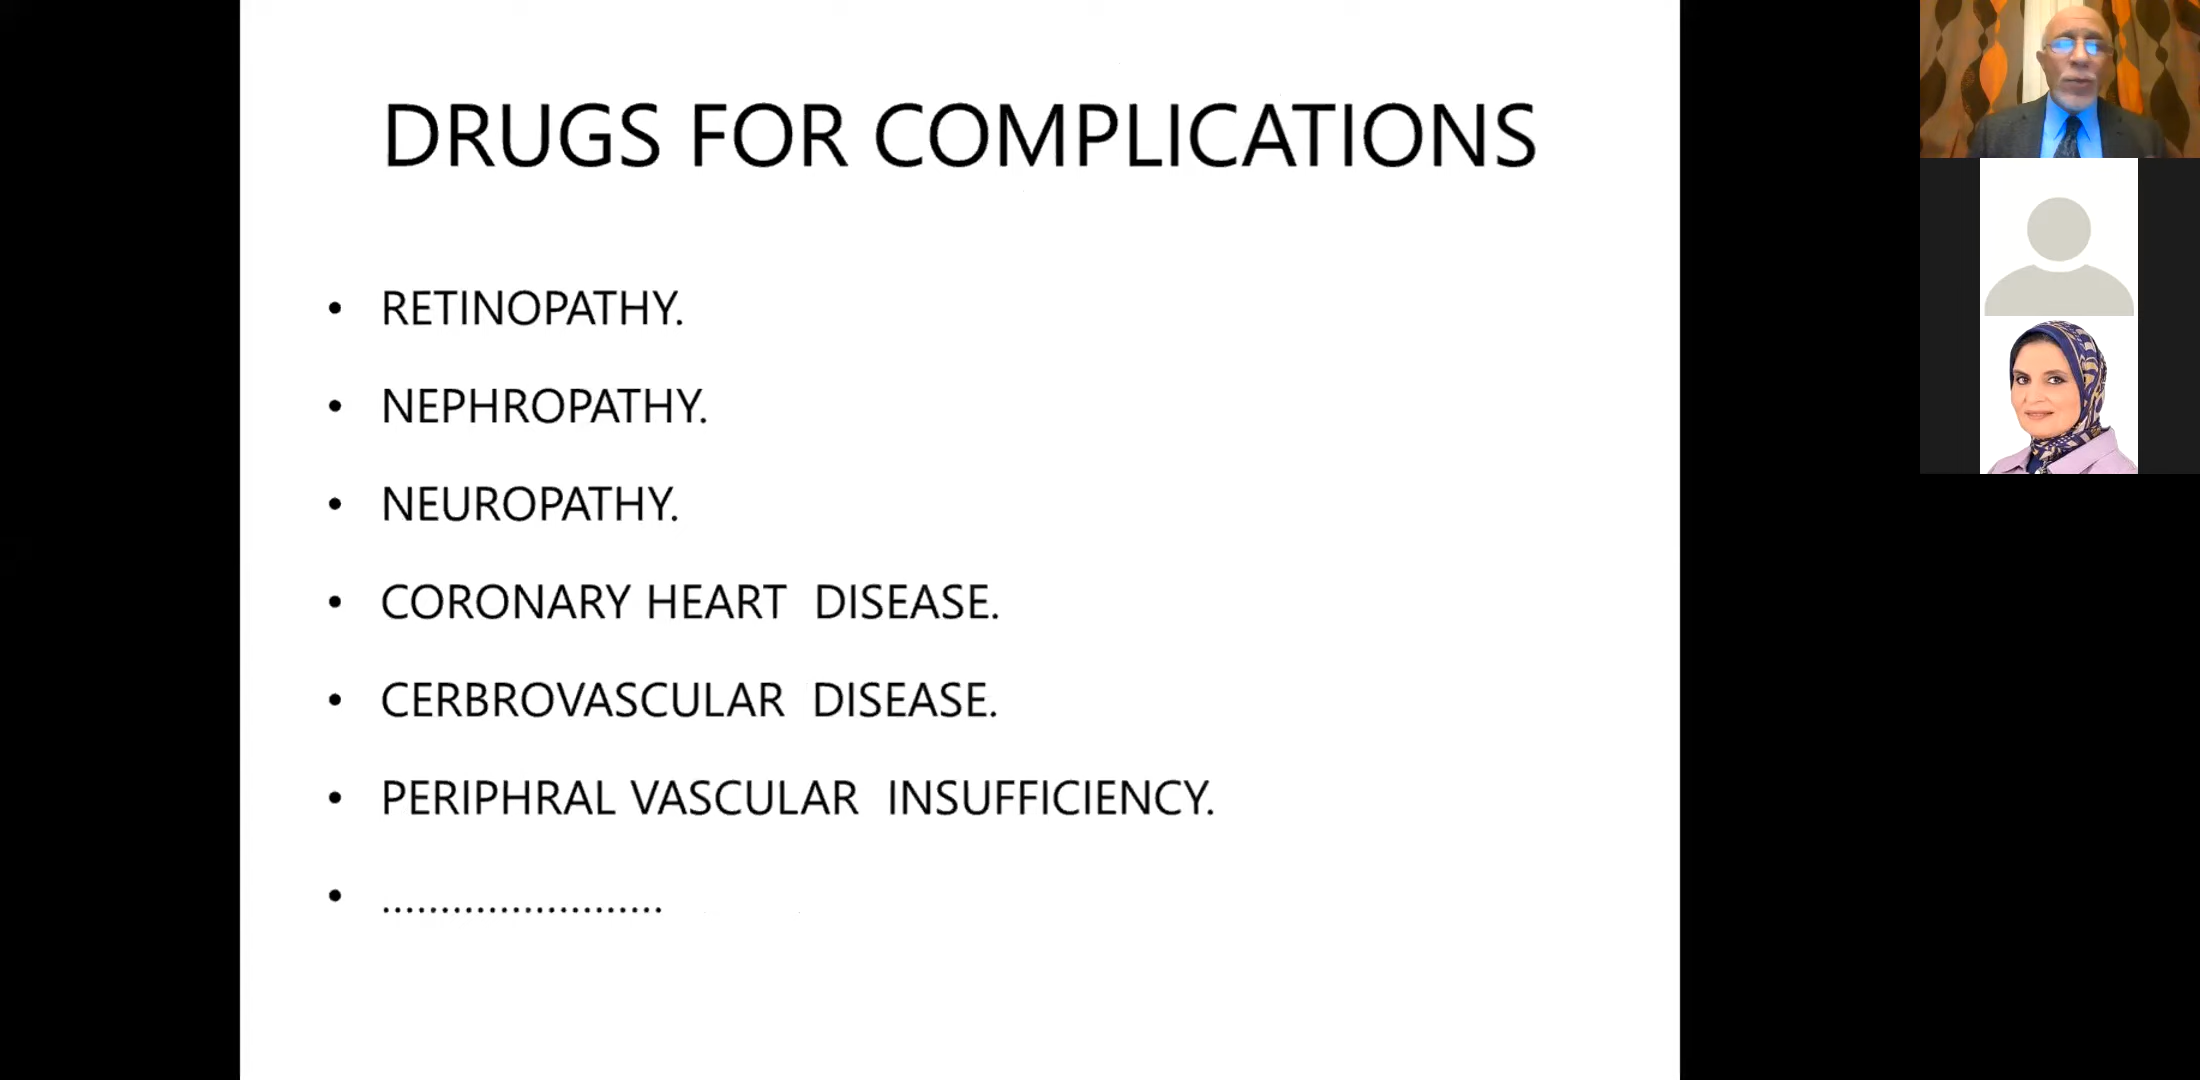 DRUGS FOR COMPLICATIONS
• RETINOPATHY.
• NEPHROPATHY.
• NEUROPATHY.
• CORONARY HEART  DISEASE.
• CERBROVASCULAR  DISEASE.
• PERIPHRAL VASCULAR  INSUFFICIENCY.
• ........................